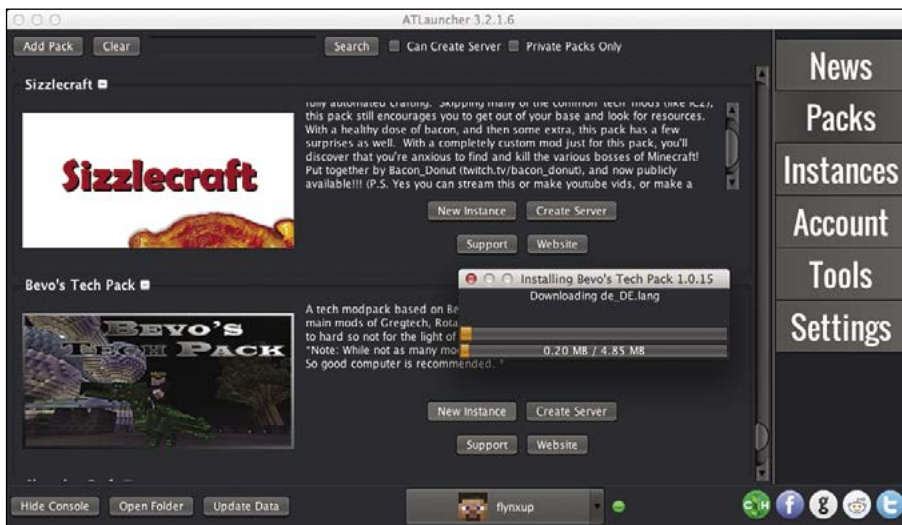 ATLauncher 3.2.1.6
Add Pack Clear Search Can Create Server Private Packs Only
News
Packs
Instances
Account
Tools
Settings
Sizzlecraft
Sizzlecraft
fully automated crafting. Skipping many of the common 'tech' mods (like IC2),
this pack still encourages you to get out of your base and look for resources.
With a healthy dose of bacon, and then some extra, this pack has a few
surprises as well. With a completely custom mod just for this pack, you'll
discover that you're anxious to find and kill the various bosses of Minecraft!
Put together by Bacon_Donut (twitch.tv/bacon_donut), and now publicly
available!!! (P.S. Yes you can stream this or make youtube vids, or make a
New Instance Create Server
Support Website
Installing Bevo's Tech Pack 1.0.15
Downloading de_DE.lang
0.20 MB / 4.85 MB
Bevo's Tech Pack
BEVO'S
TECH PACK
A tech modpack based on Be
main mods of Gregtech, Rota
to hard so not for the light of
*Note: While not as many mo
So good computer is recommended. *
New Instance Create Server
Support Website
Hide Console Open Folder Update Data flynxup
C H f g t